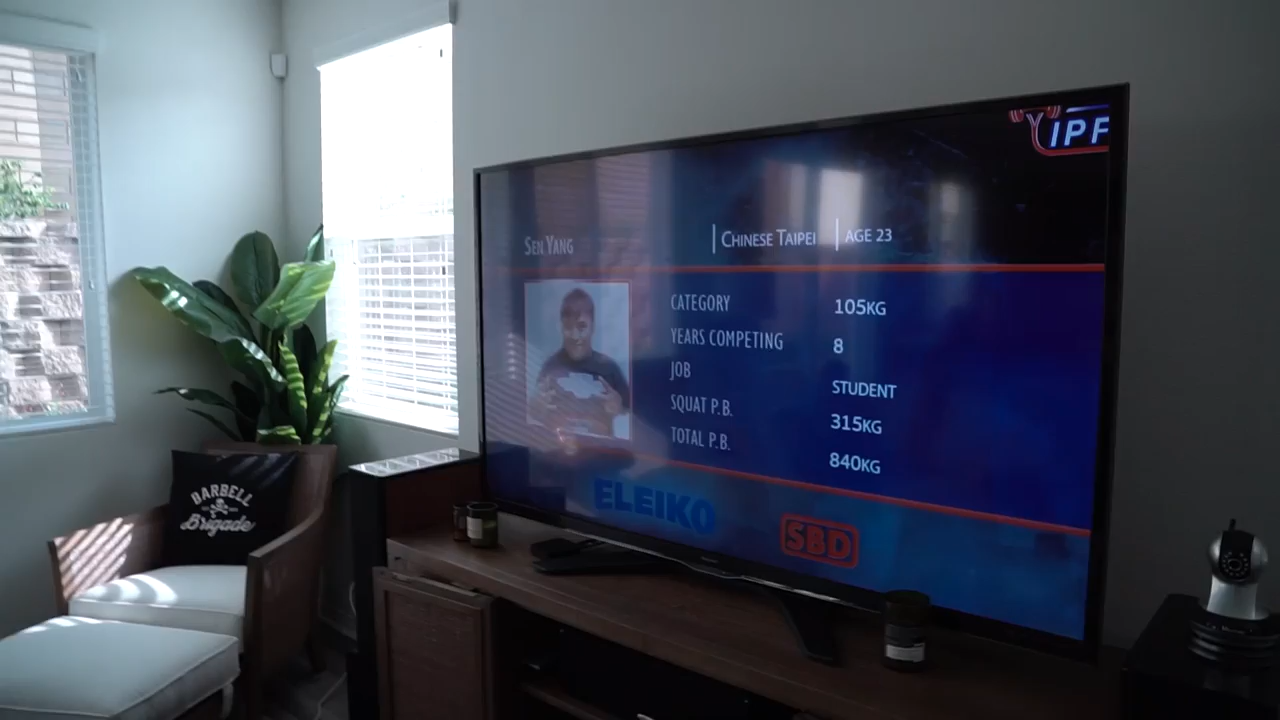 IPF
SEN YANG
CHINESE TAIPEI
AGE 23
CATEGORY 105KG
YEARS COMPETING 8
JOB STUDENT
SQUAT P.B. 315KG
TOTAL P.B. 840KG
ELEIKO
SBD
BARBELL
Brigade